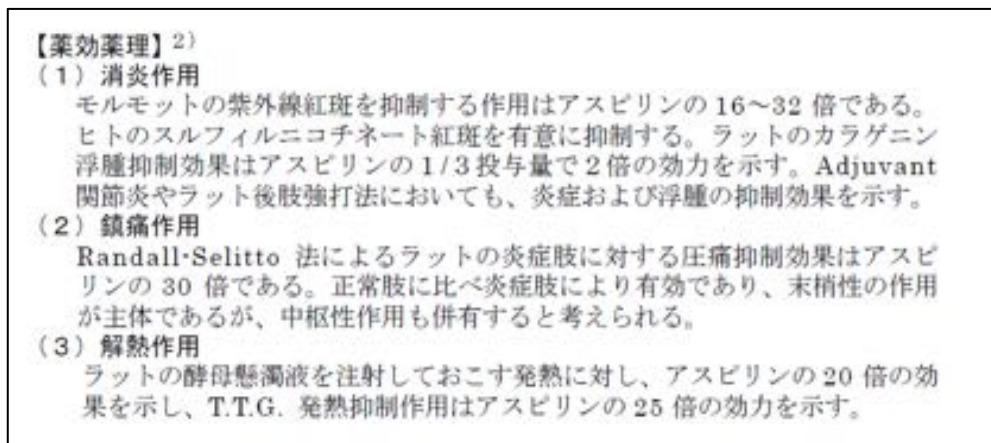 【薬効薬理】2)
(1) 消炎作用
モルモットの紫外線紅斑を抑制する作用はアスピリンの 16～32 倍である。
ヒトのスルフィルニコチネート紅斑を有意に抑制する。ラットのカラゲニン
浮腫抑制効果はアスピリンの 1/3 投与量で 2 倍の効力を示す。Adjuvant
関節炎やラット後肢強打法においても、炎症および浮腫の抑制効果を示す。
(2) 鎮痛作用
Randall·Selitto 法によるラットの炎症肢に対する圧痛抑制効果はアスピ
リンの 30 倍である。正常肢に比べ炎症肢により有効であり、末梢性の作用
が主体であるが、中枢性作用も併有すると考えられる。
(3) 解熱作用
ラットの酵母懸濁液を注射しておこす発熱に対し、アスピリンの 20 倍の効
果を示し、T.T.G. 発熱抑制作用はアスピリンの 25 倍の効力を示す。